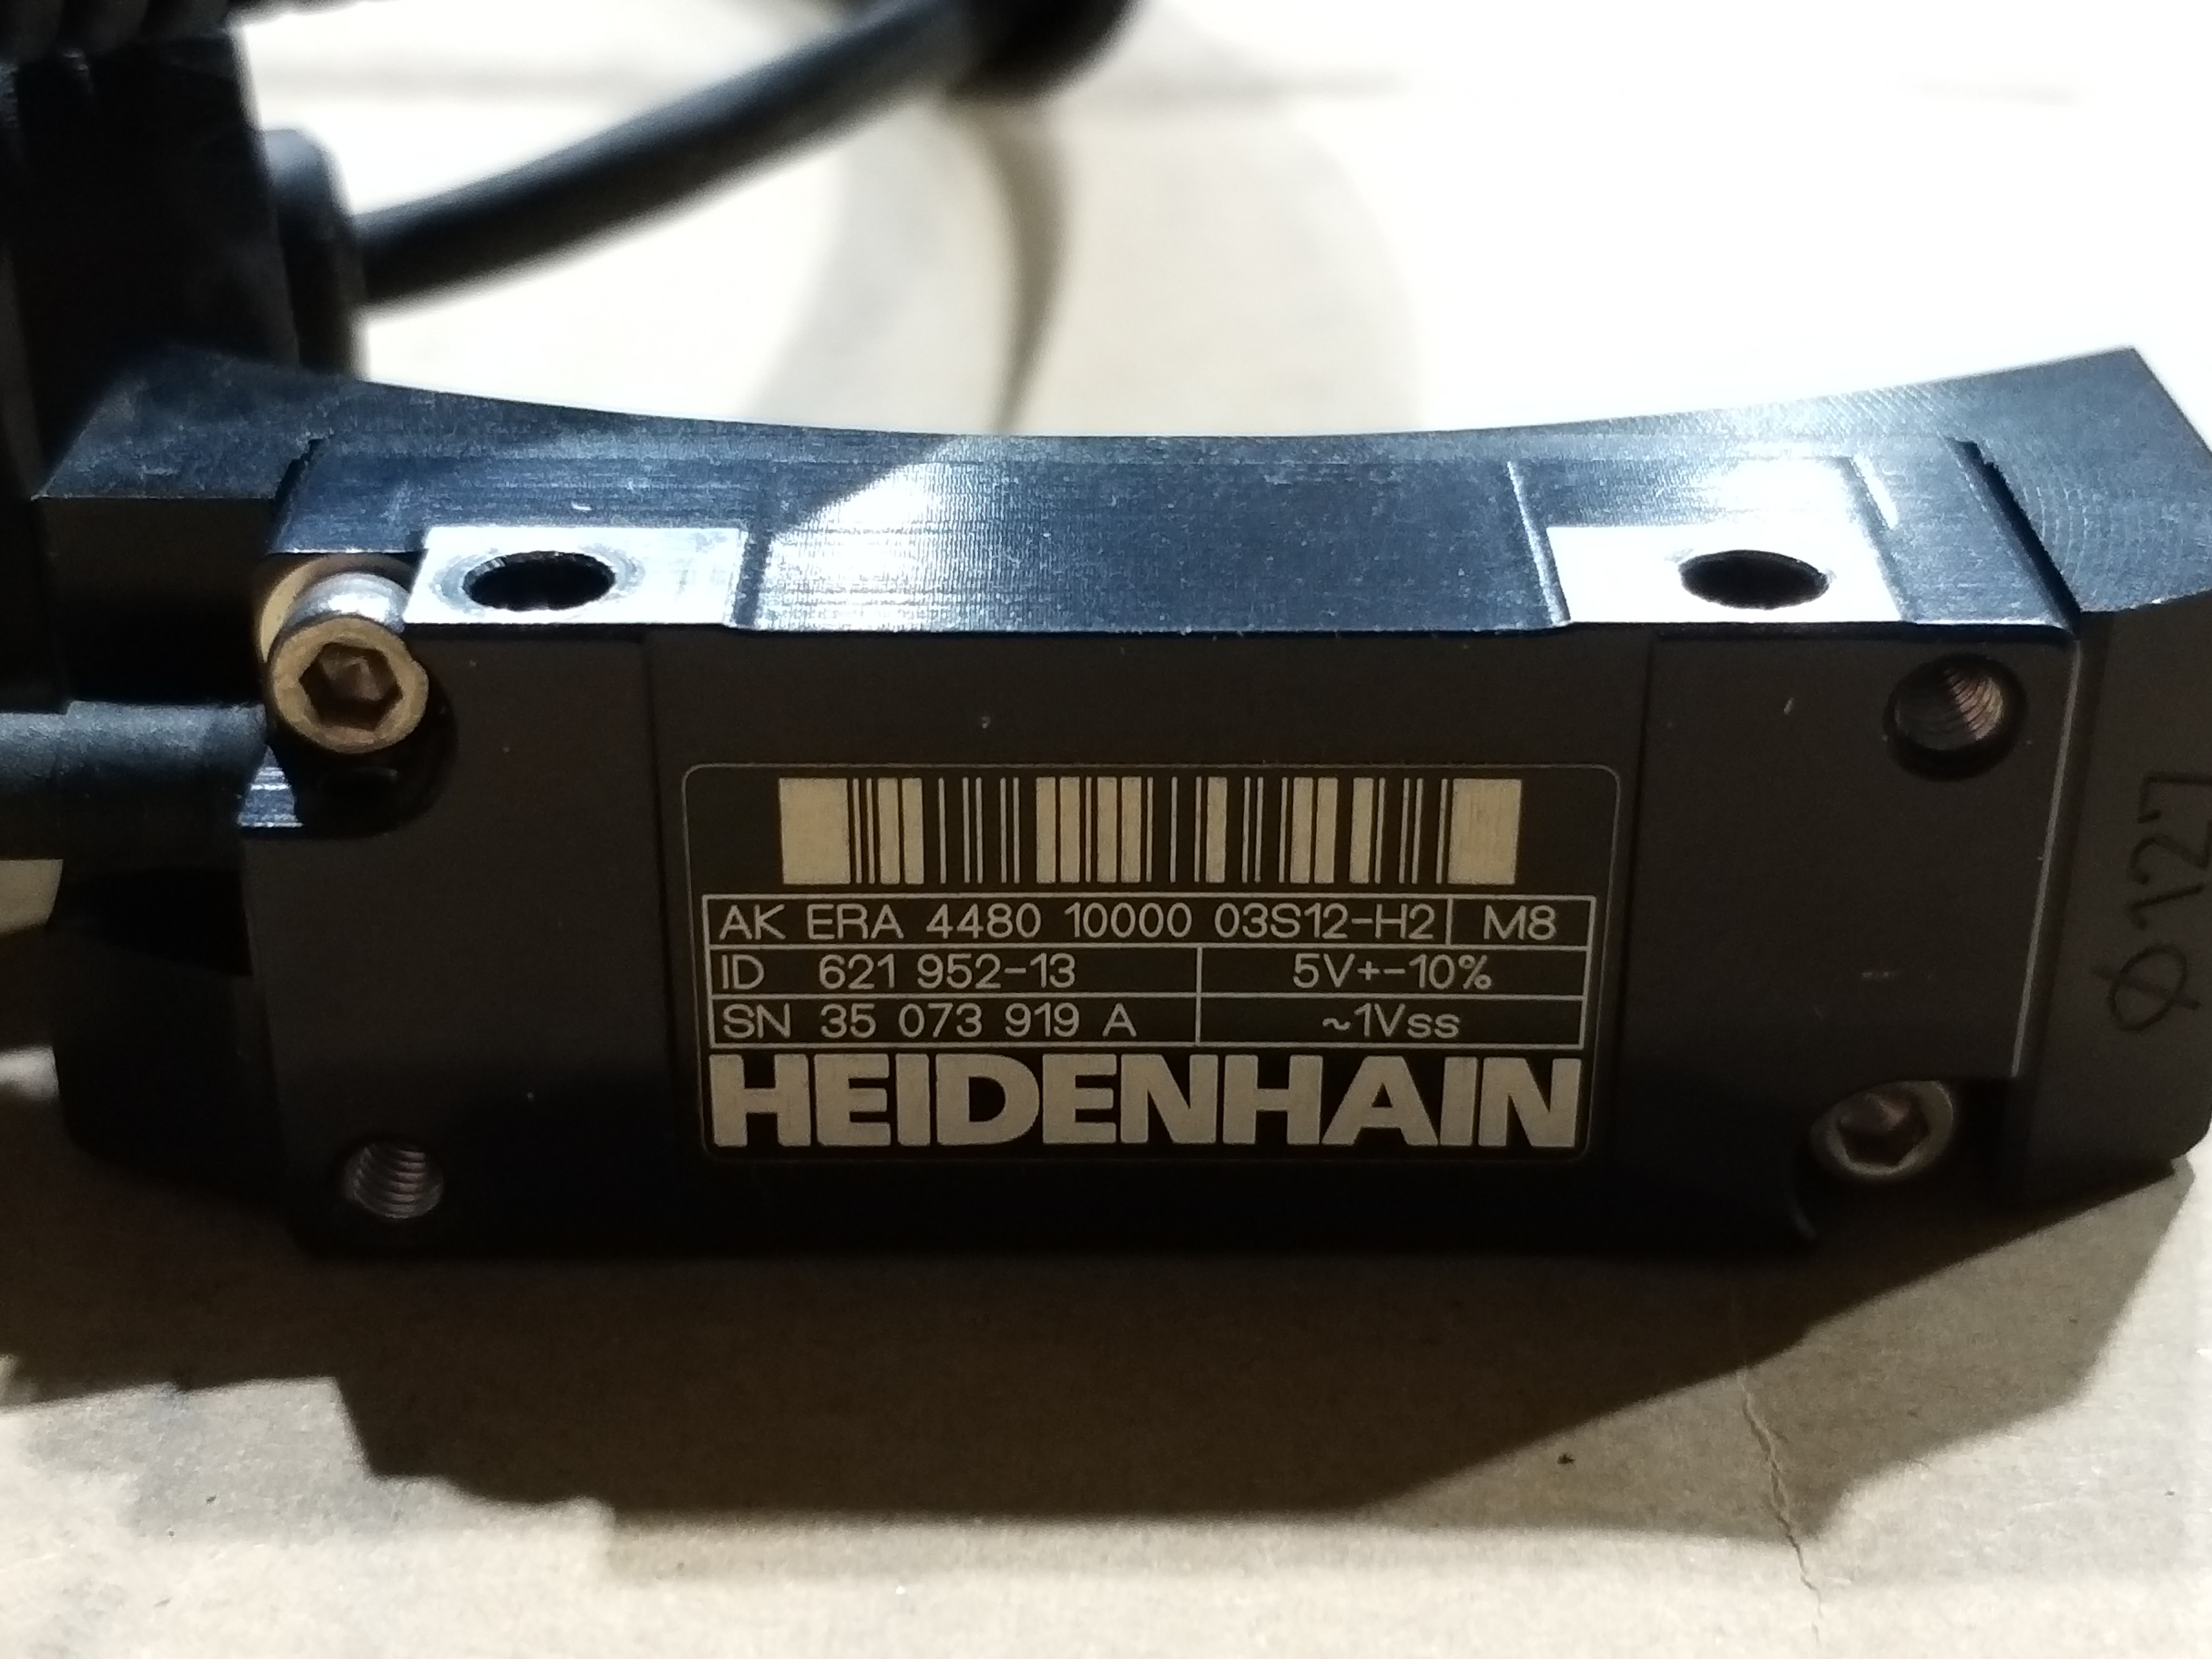 AK ERA 4480 10000 03S12-H2 M8
ID 621 952-13 5V+-10%
SN 35 073 919 A ~1Vss
HEIDENHAIN
Ø127